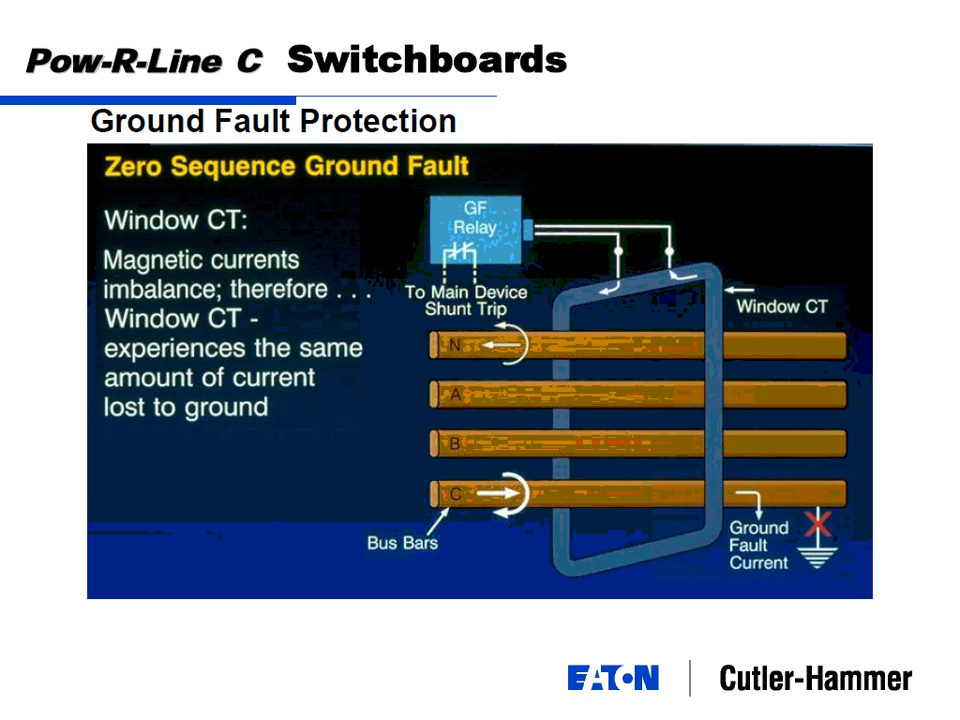 Pow-R-Line C Switchboards
Ground Fault Protection
Zero Sequence Ground Fault
Window CT:
Magnetic currents
imbalance; therefore . . .
Window CT -
experiences the same
amount of current
lost to ground
GF
Relay
To Main Device
Shunt Trip
Window CT
N
A
B
C
Bus Bars
Ground
Fault
Current
EATON
Cutler-Hammer